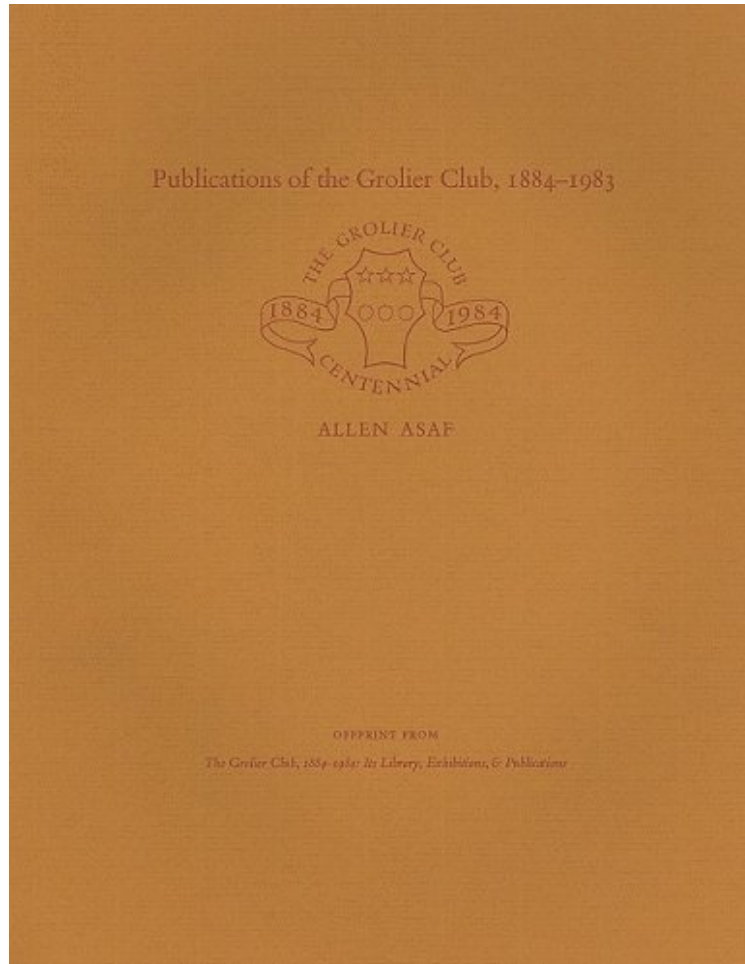 Publications of the Grolier Club, 1884–1983
THE GROLIER CLUB
1884 1984
CENTENNIAL
ALLEN ASAF
OFFPRINT FROM
The Grolier Club, 1884–1984: Its Library, Exhibitions, & Publications